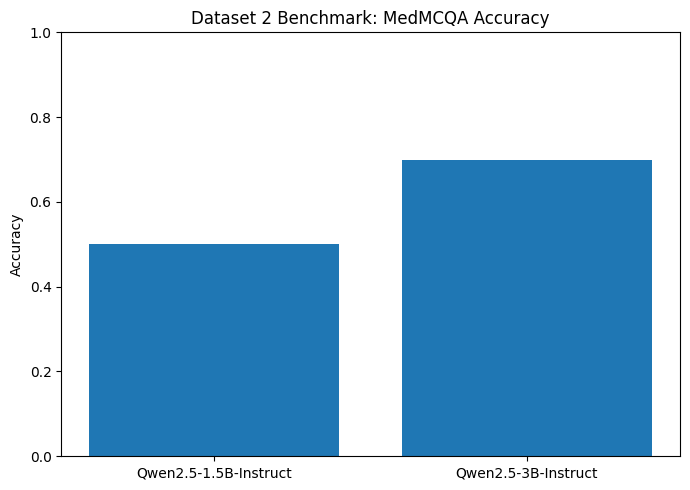 Dataset 2 Benchmark: MedMCQA Accuracy
1.0
0.8
0.6
0.4
0.2
0.0
Accuracy
Qwen2.5-1.5B-Instruct
Qwen2.5-3B-Instruct